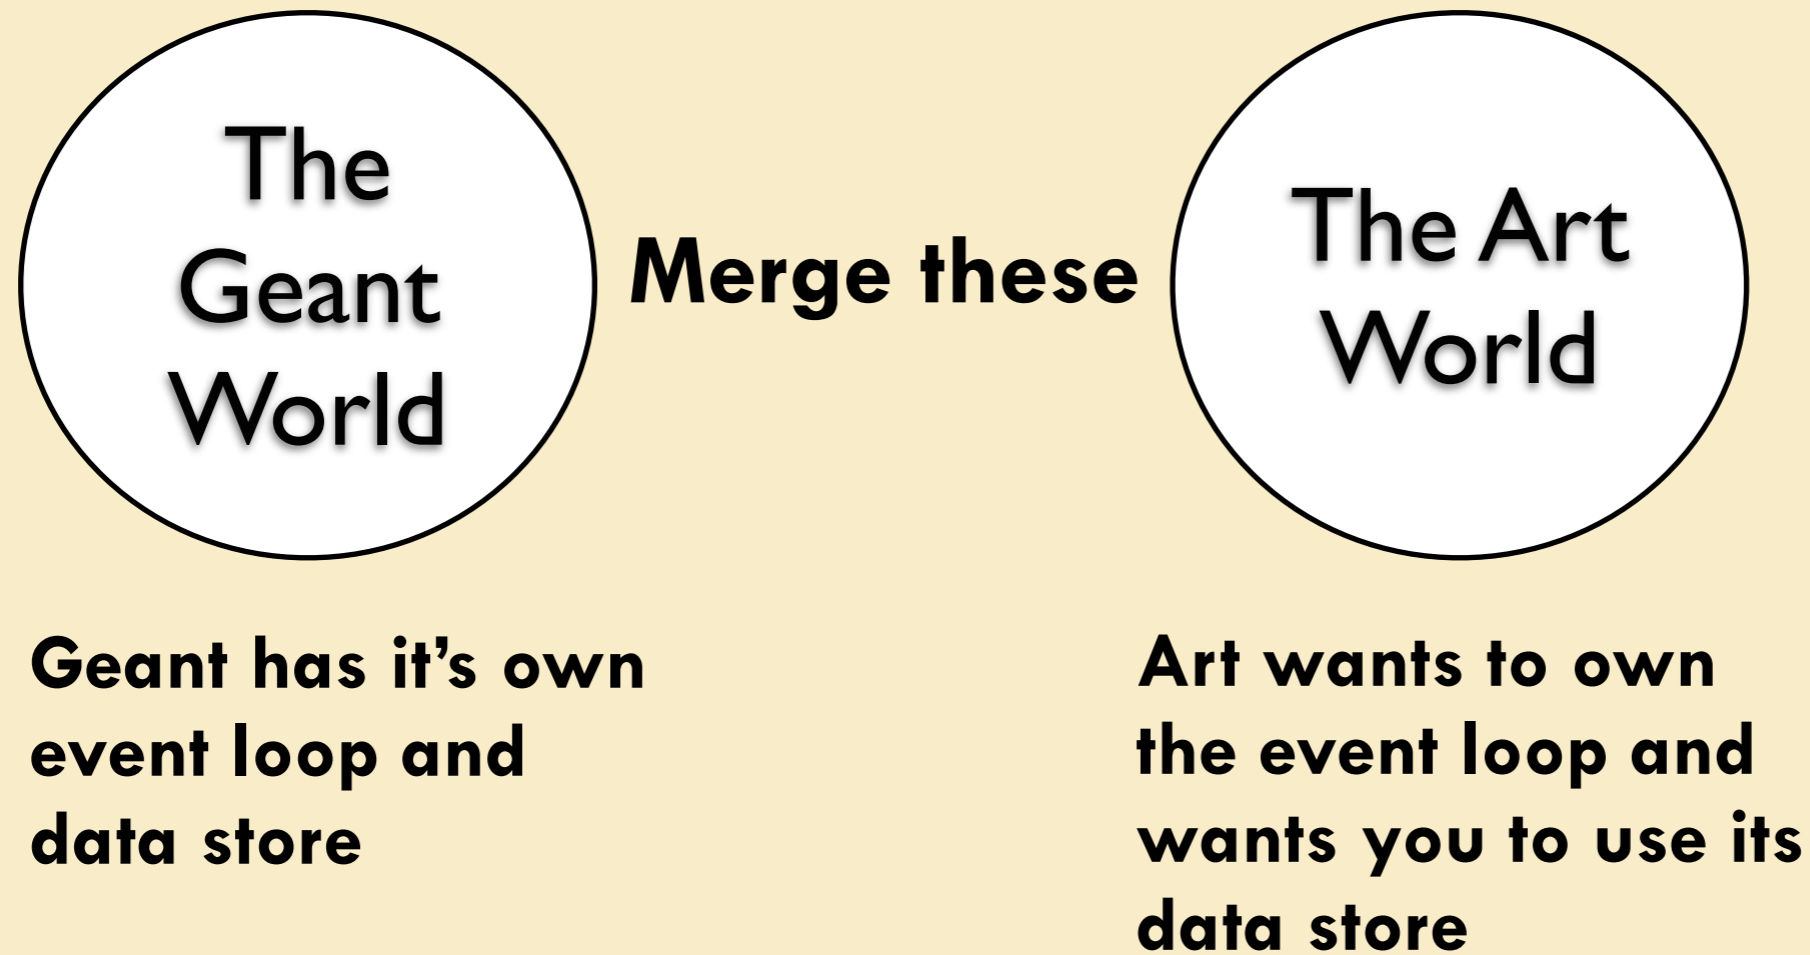 The
Geant
World
Merge these
The Art
World
Geant has it’s own
event loop and
data store
Art wants to own
the event loop and
wants you to use its
data store